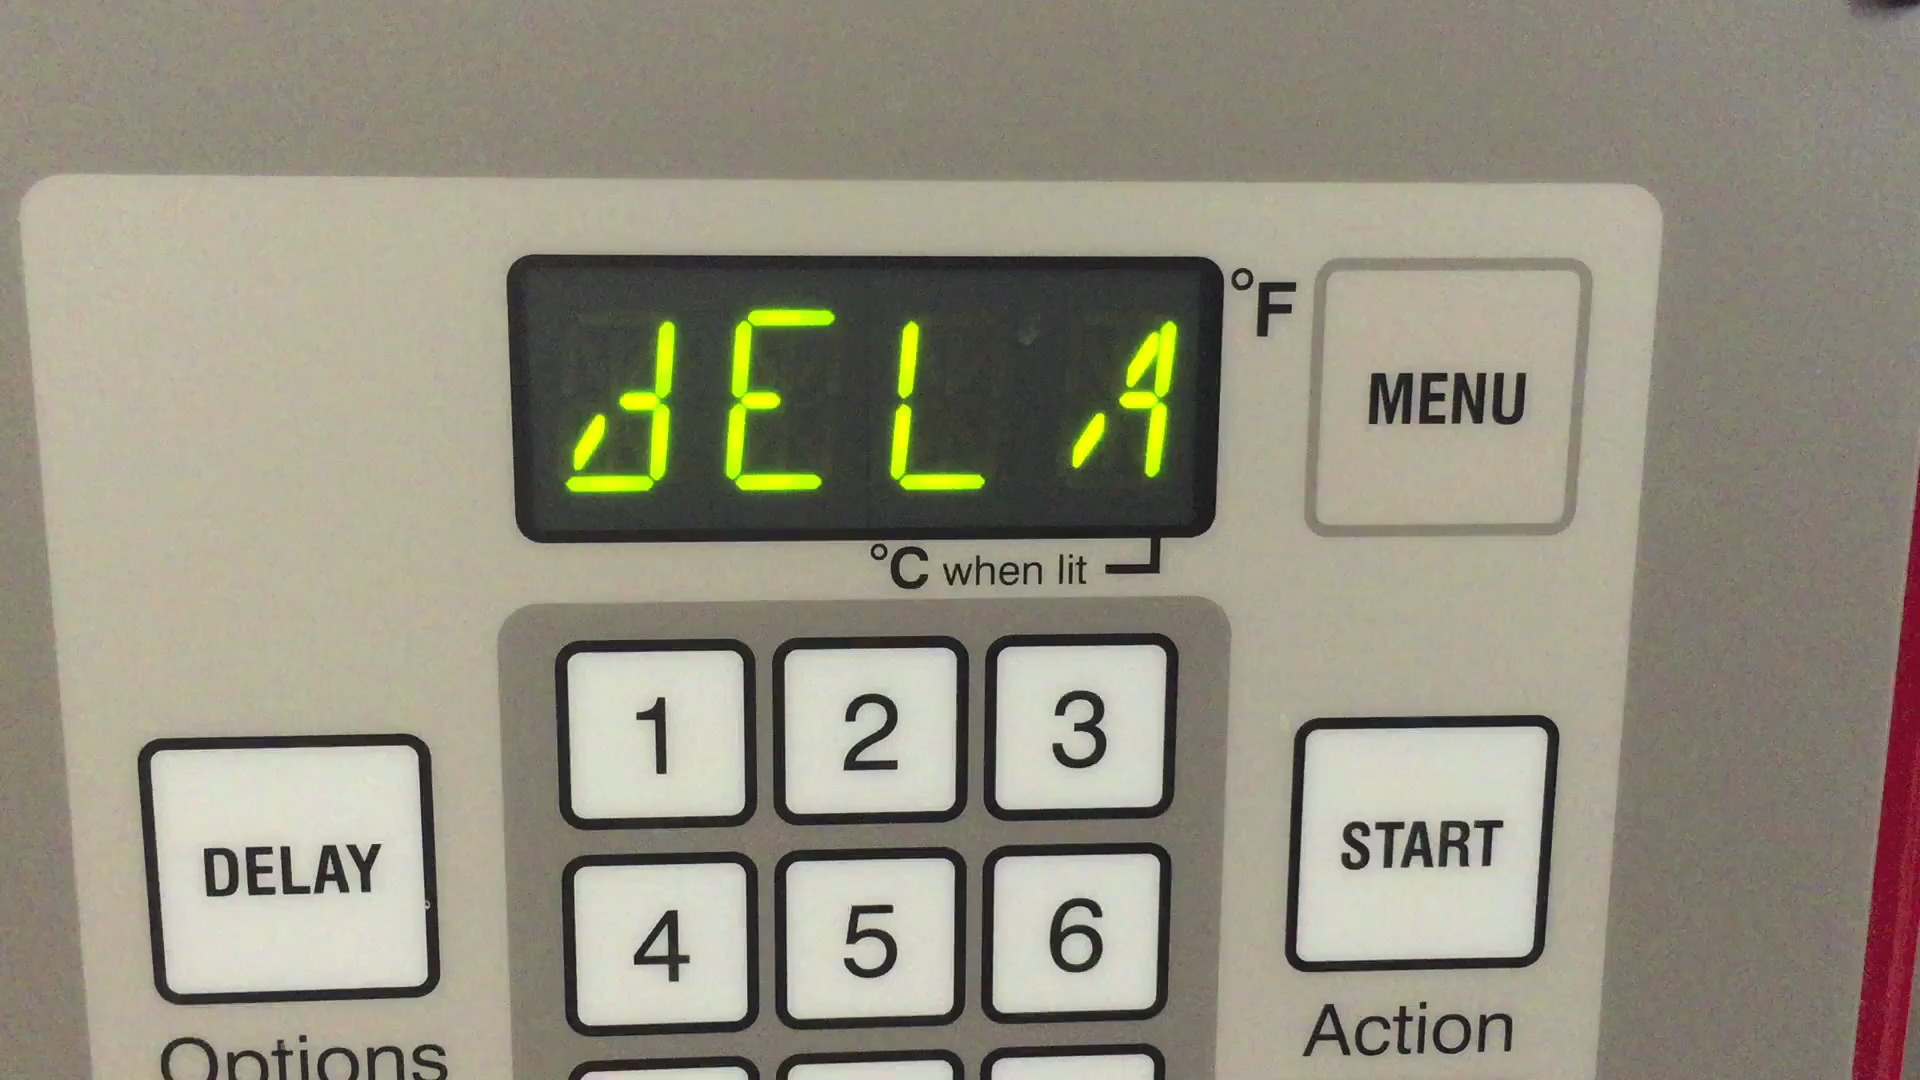 dELA
°F
MENU
°C when lit
1 2 3
DELAY
START
4 5 6
Options
Action